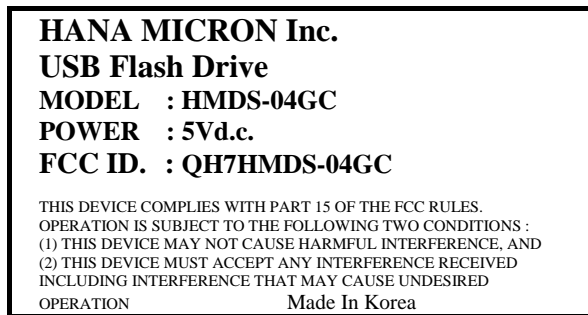 HANA MICRON Inc.
USB Flash Drive
MODEL : HMDS-04GC
POWER : 5Vd.c.
FCC ID. : QH7HMDS-04GC
THIS DEVICE COMPLIES WITH PART 15 OF THE FCC RULES.
OPERATION IS SUBJECT TO THE FOLLOWING TWO CONDITIONS :
(1) THIS DEVICE MAY NOT CAUSE HARMFUL INTERFERENCE, AND
(2) THIS DEVICE MUST ACCEPT ANY INTERFERENCE RECEIVED
INCLUDING INTERFERENCE THAT MAY CAUSE UNDESIRED
OPERATION Made In Korea